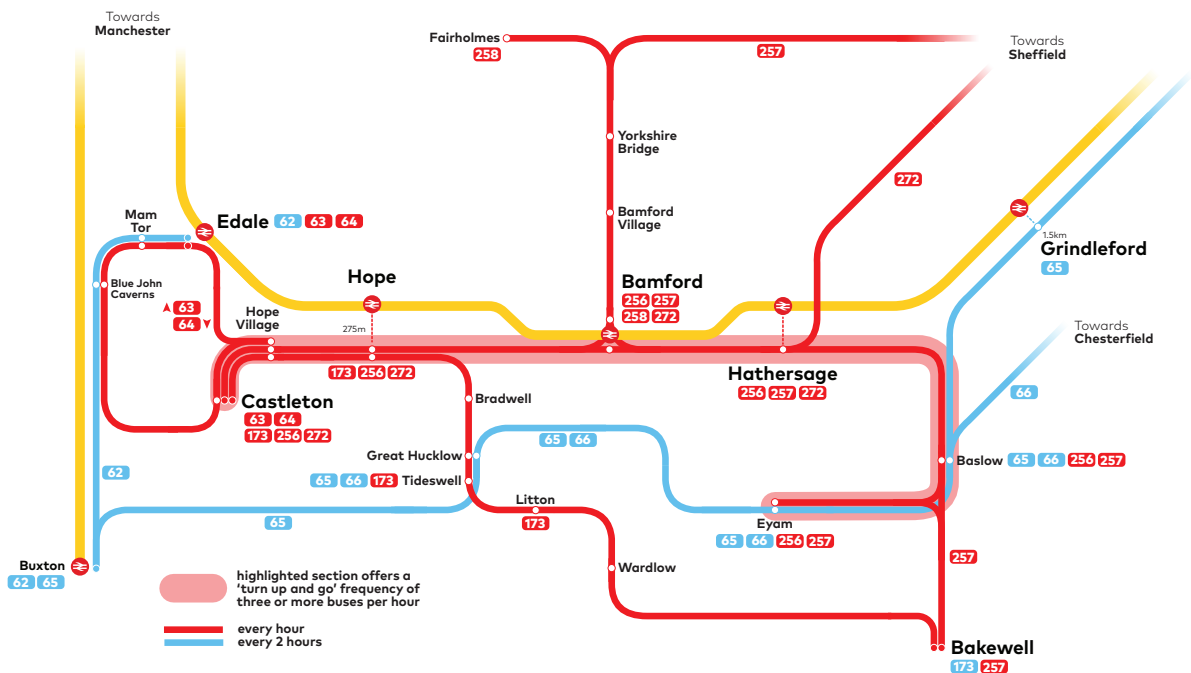 Towards
Manchester
Fairholmes
258
257
Towards
Sheffield
Yorkshire
Bridge
272
Mam
Tor
Edale 62 63 64
Bamford
Village
1.5km
Grindleford
65
Blue John
Caverns
63
64
Hope
Hope
Village
275m
Bamford
256 257
258 272
Towards
Chesterfield
173 256 272
Hathersage
256 257 272
66
Castleton
63 64
173 256 272
Bradwell
65 66
Great Hucklow
Baslow 65 66 256 257
62
65 66 173 Tideswell
Litton
173
65
Eyam
65 66 256 257
257
Buxton
62 65
Wardlow
highlighted section offers a
‘turn up and go’ frequency of
three or more buses per hour
every hour
every 2 hours
Bakewell
173 257